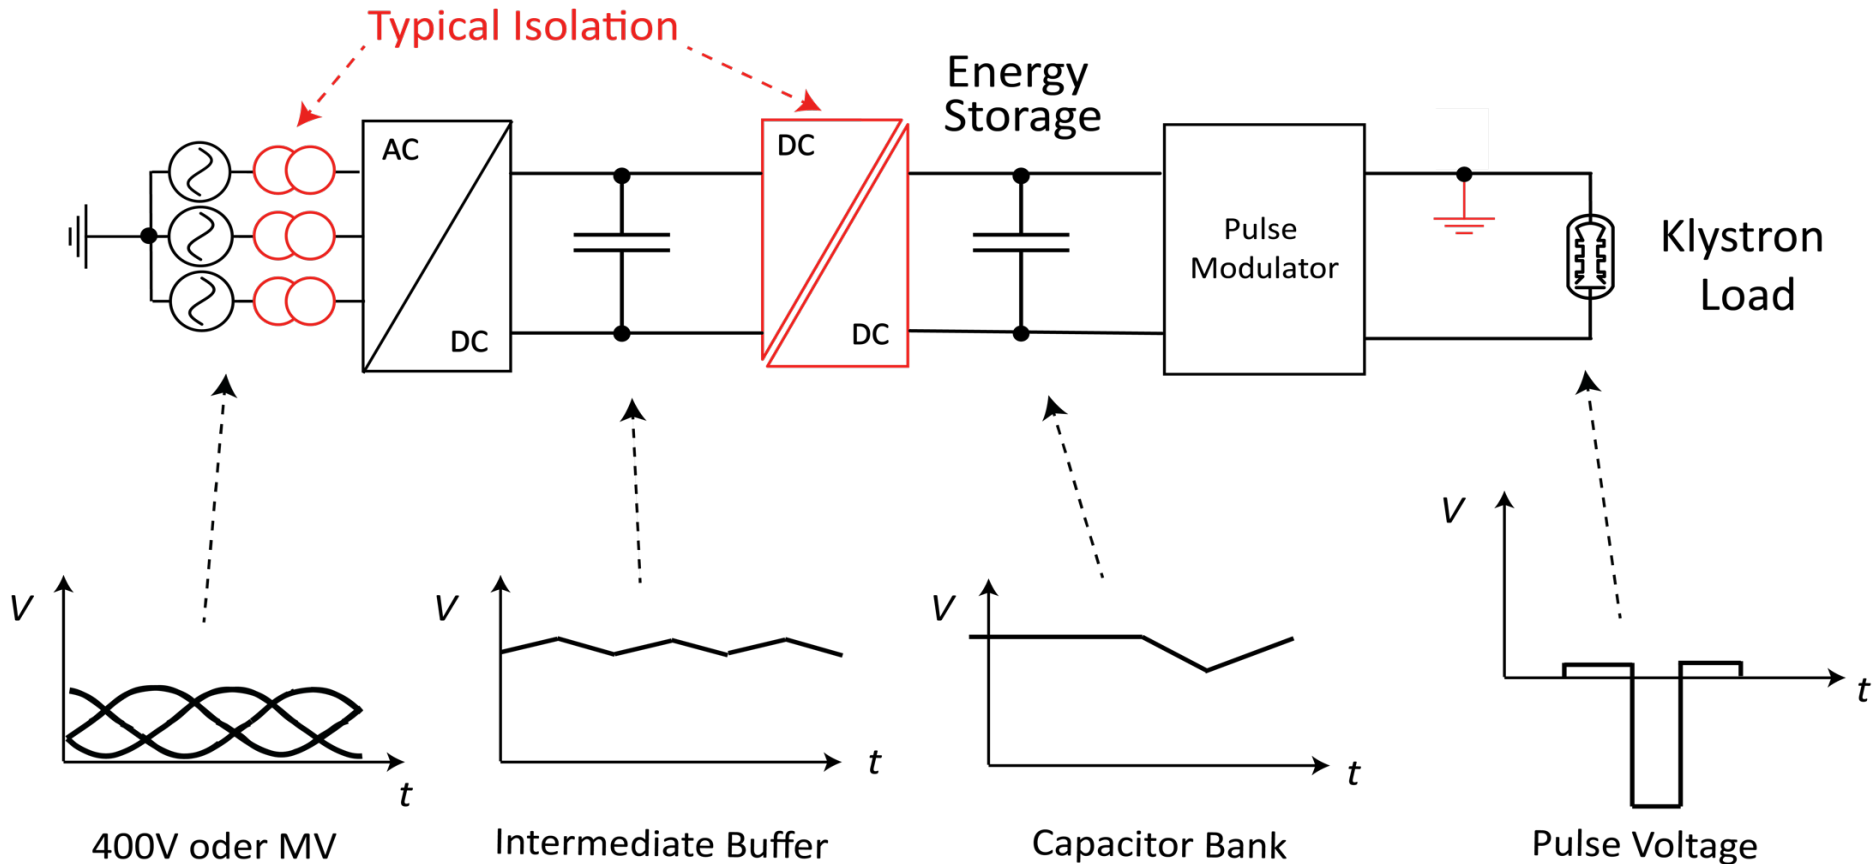 Typical Isolation
Energy
Storage
AC
DC
DC
DC
Pulse
Modulator
Klystron
Load
V
t
400V oder MV
V
t
Intermediate Buffer
V
t
Capacitor Bank
V
t
Pulse Voltage